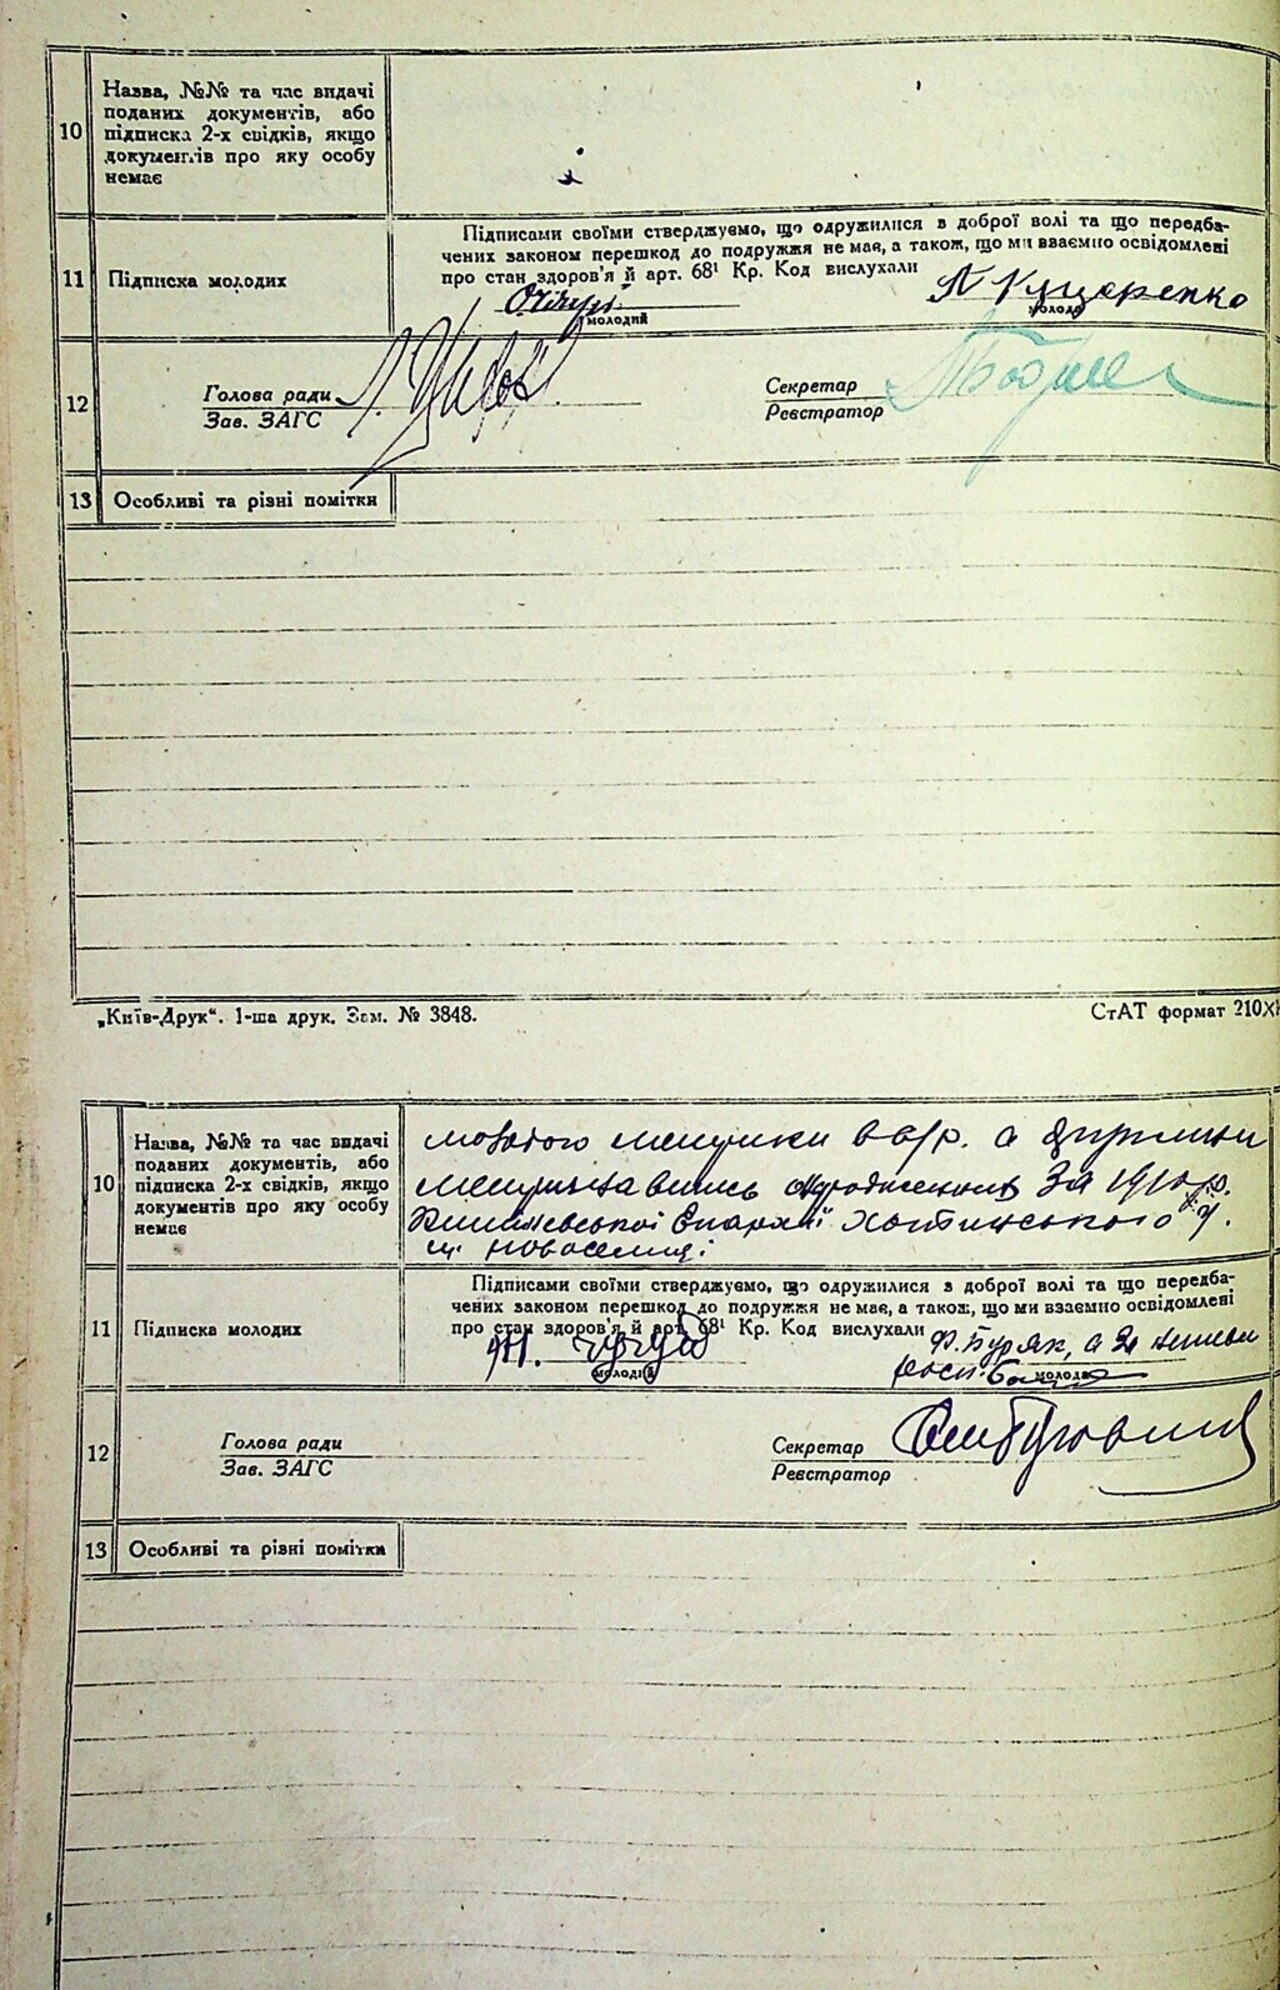 10
Назва, №№ та час видачі
поданих документів, або
підписка 2-х свідків, якщо
документів про яку особу
немає
11
Підписка молодих
Підписами своїми стверджуємо, що одружилися в доброї волі та що передба-
чених законом перешкод до подружжя не має, а також, що ми взаємно освідомлені
про стан здоров'я й арт. 68¹ Кр. Код вислухали
Куцеренко
молодий
молода
12
Голова ради
Зав. ЗАГС
Секретар
Реєстратор
13
Особливі та різні помітки
„Київ-Друк“. 1-ша друк. Зам. № 3848.
СтАТ формат 210Х
10
Назва, №№ та час видачі
поданих документів, або
підписка 2-х свідків, якщо
документів про яку особу
немає
молодого а
за
Епархії Хотинського
м. Новоселиці
11
Підписка молодих
Підписами своїми стверджуємо, що одружилися з доброї волі та що передба-
чених законом перешкод до подружжя не має, а також, що ми взаємно освідомлені
про стан здоров'я й арт. 68¹ Кр. Код вислухали
Ф. Буряк, а
молодий
молода
12
Голова ради
Зав. ЗАГС
Секретар
Реєстратор
13
Особливі та різні помітки